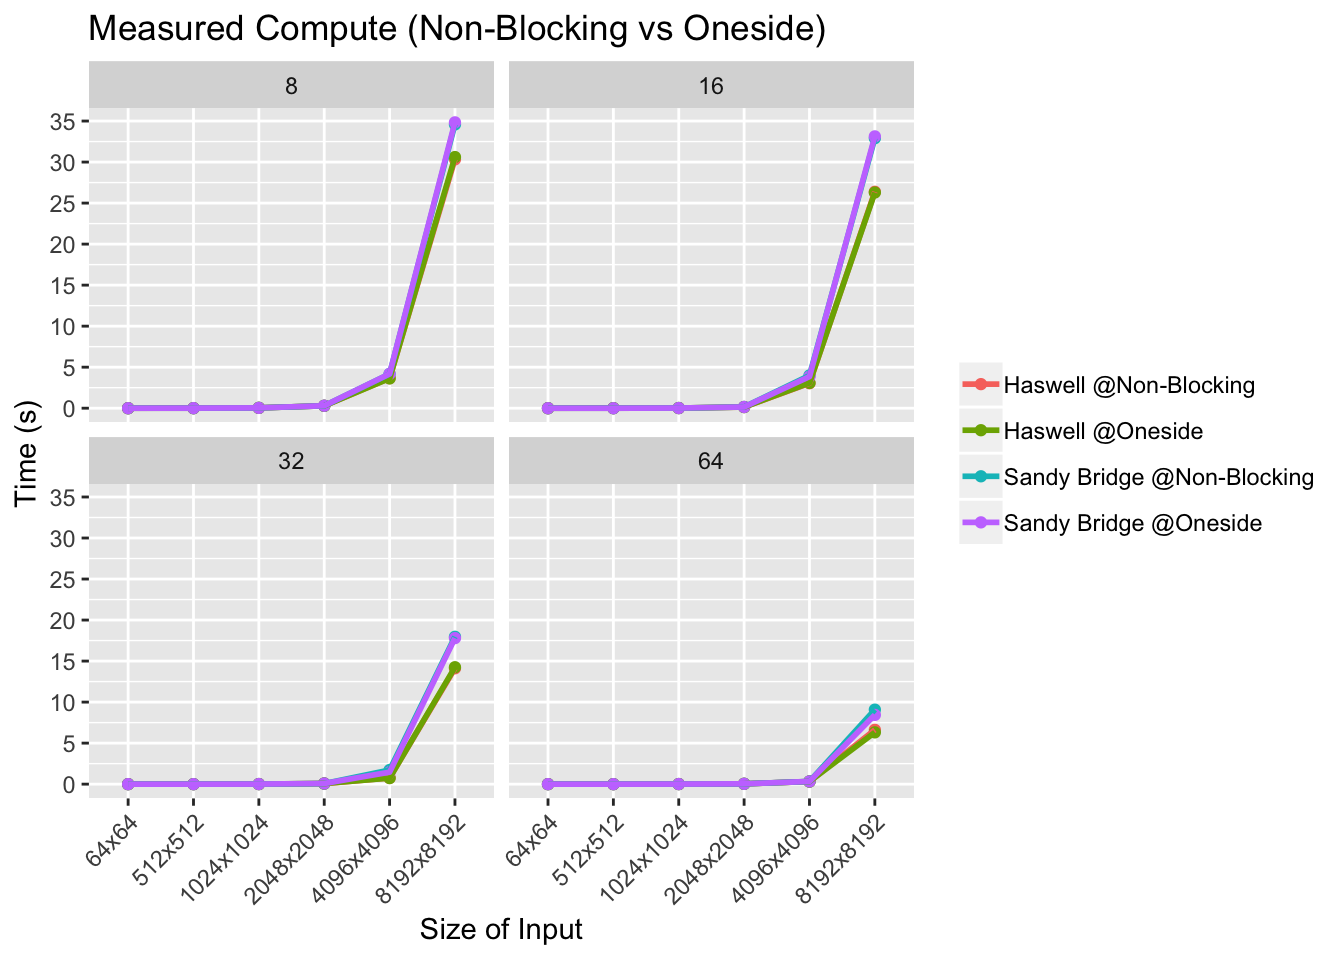 Measured Compute (Non-Blocking vs Oneside)
8
16
35
30
25
20
15
10
5
0
32
64
35
30
25
20
15
10
5
0
Time (s)
64x64
512x512
1024x1024
2048x2048
4096x4096
8192x8192
64x64
512x512
1024x1024
2048x2048
4096x4096
8192x8192
Size of Input
Haswell @Non-Blocking
Haswell @Oneside
Sandy Bridge @Non-Blocking
Sandy Bridge @Oneside